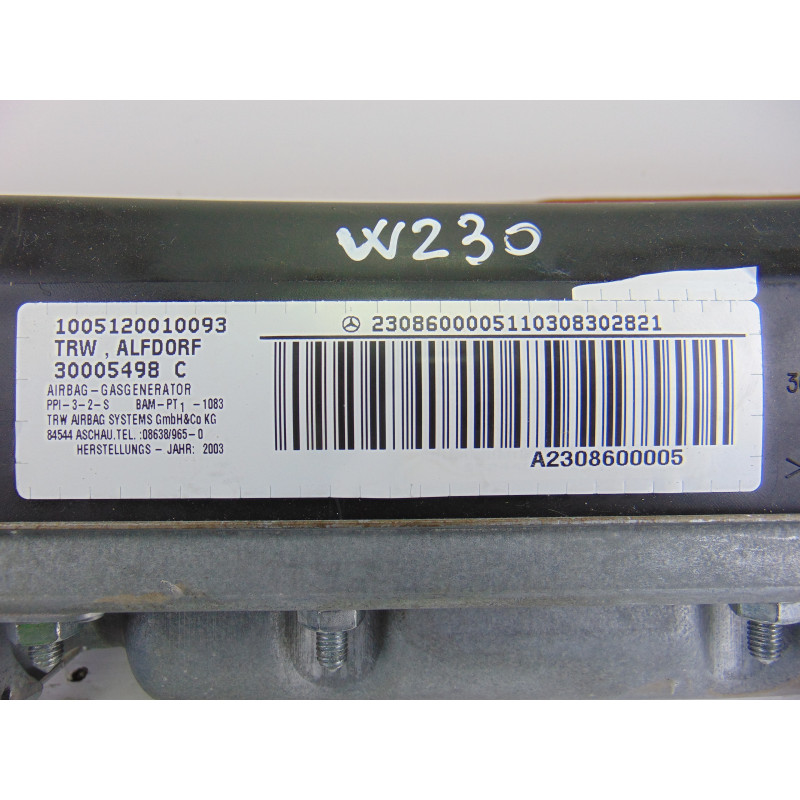 W230
1005120010093
TRW , ALFDORF
30005498 C
AIRBAG-GASGENERATOR
PPI-3-2-S BAM-PT1 -1083
TRW AIRBAG SYSTEMS GmbH&Co KG
84544 ASCHAU.TEL.:08638/965-0
HERSTELLUNGS - JAHR: 2003
2308600005110308302821
A2308600005